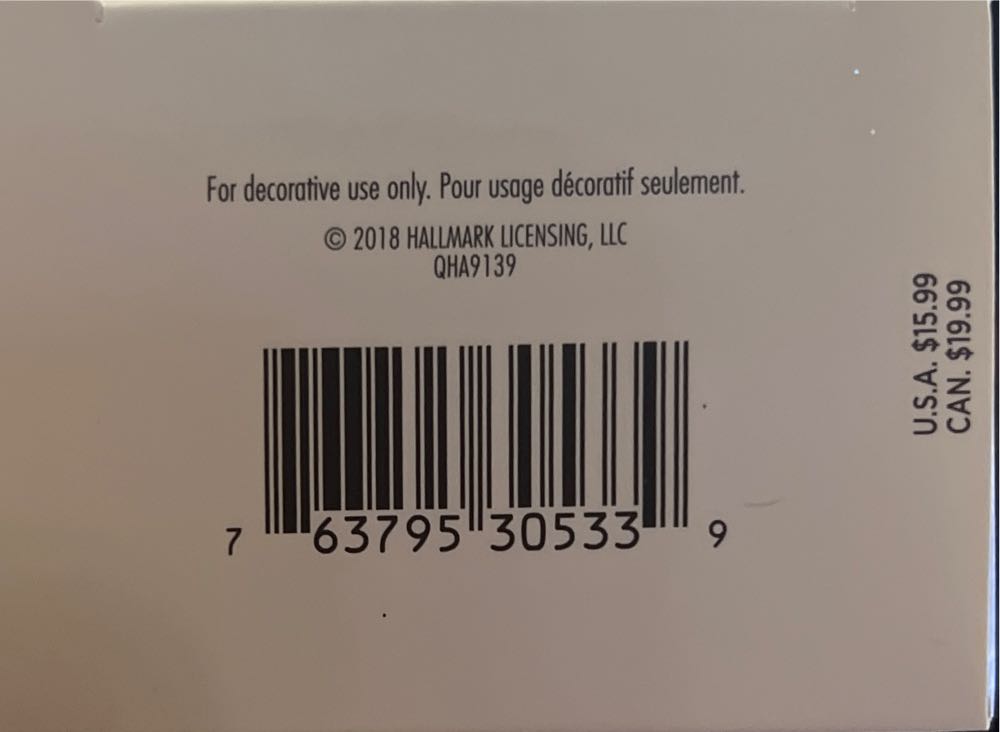 For decorative use only. Pour usage décoratif seulement.
© 2018 HALLMARK LICENSING, LLC
QHA9139
U.S.A. $15.99
CAN. $19.99
7 63795 30533 9